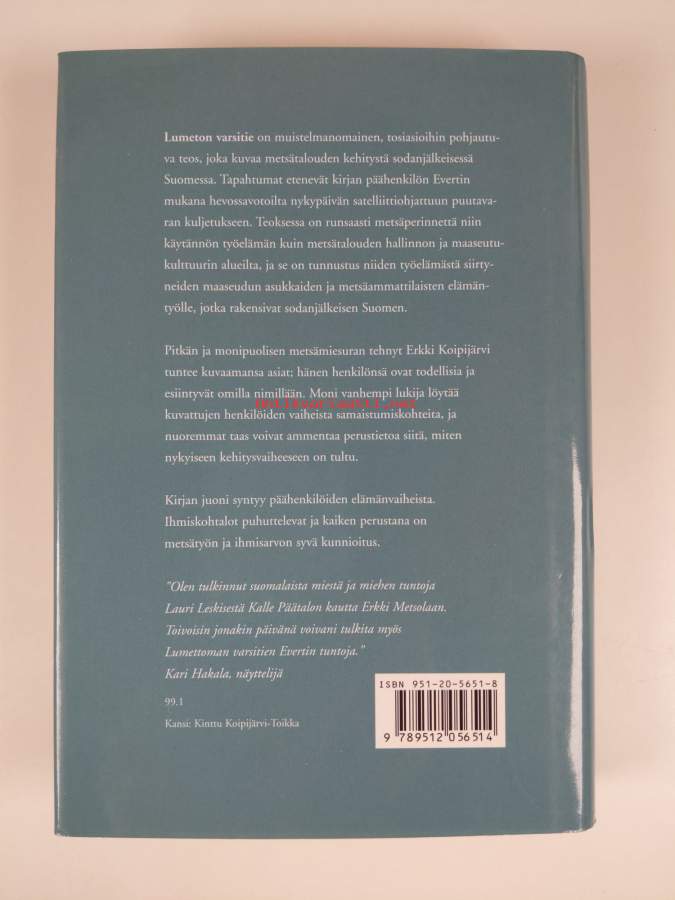 Lumeton varsitie on muistelmanomainen, tosiasioihin pohjautu-
va teos, joka kuvaa metsätalouden kehitystä sodanjälkeisessä
Suomessa. Tapahtumat etenevät kirjan päähenkilön Evertin
mukana hevossavotoilta nykypäivän satelliittiohjattuun puutava-
ran kuljetukseen. Teoksessa on runsaasti metsäperinnettä niin
käytännön työelämän kuin metsätalouden hallinnon ja maaseutu-
kulttuurin alueilta, ja se on tunnustus niiden työelämästä siirty-
neiden maaseudun asukkaiden ja metsäammattilaisten elämän-
työlle, jotka rakensivat sodanjälkeisen Suomen.
Pitkän ja monipuolisen metsämiesuran tehnyt Erkki Koipijärvi
tuntee kuvaamansa asiat; hänen henkilönsä ovat todellisia ja
esiintyvät omilla nimillään. Moni vanhempi lukija löytää
kuvattujen henkilöiden vaiheista samaistumiskohteita, ja
nuoremmat taas voivat ammentaa perustietoa siitä, miten
nykyiseen kehitysvaiheeseen on tultu.
Kirjan juoni syntyy päähenkilöiden elämänvaiheista.
Ihmiskohtalot puhuttelevat ja kaiken perustana on
metsätyön ja ihmisarvon syvä kunnioitus.
"Olen tulkinnut suomalaista miestä ja miehen tuntoja
Lauri Leskisestä Kalle Päätalon kautta Erkki Metsolaan.
Toivoisin jonakin päivänä voivani tulkita myös
Lumettoman varsitien Evertin tuntoja."
Kari Hakala, näyttelijä
99.1
Kansi: Kinttu Koipijärvi-Toikka
ISBN 951-20-5651-8
9 789512 056514